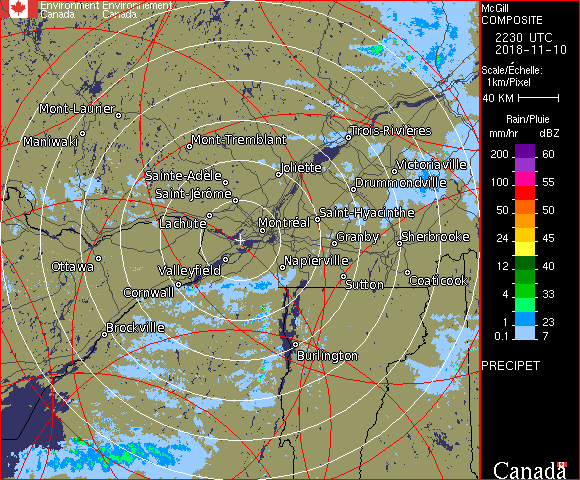 Environment Environnement
Canada Canada
McGill
COMPOSITE
2230 UTC
2018-11-10
Scale/Échelle:
1km/Pixel
40 KM
Rain/Pluie
mm/hr dBZ
200 60
100 55
50 50
24 45
12 40
4 33
1 23
0.1 7
PRECIPET
Canada
Mont-Laurier
Maniwaki
Mont-Tremblant
Trois-Rivières
Sainte-Adèle
Joliette
Victoriaville
Saint-Jérôme
Drummondville
Lachute
Montréal
Saint-Hyacinthe
Granby
Sherbrooke
Ottawa
Valleyfield
Napierville
Cornwall
Sutton
Coaticook
Brockville
Burlington